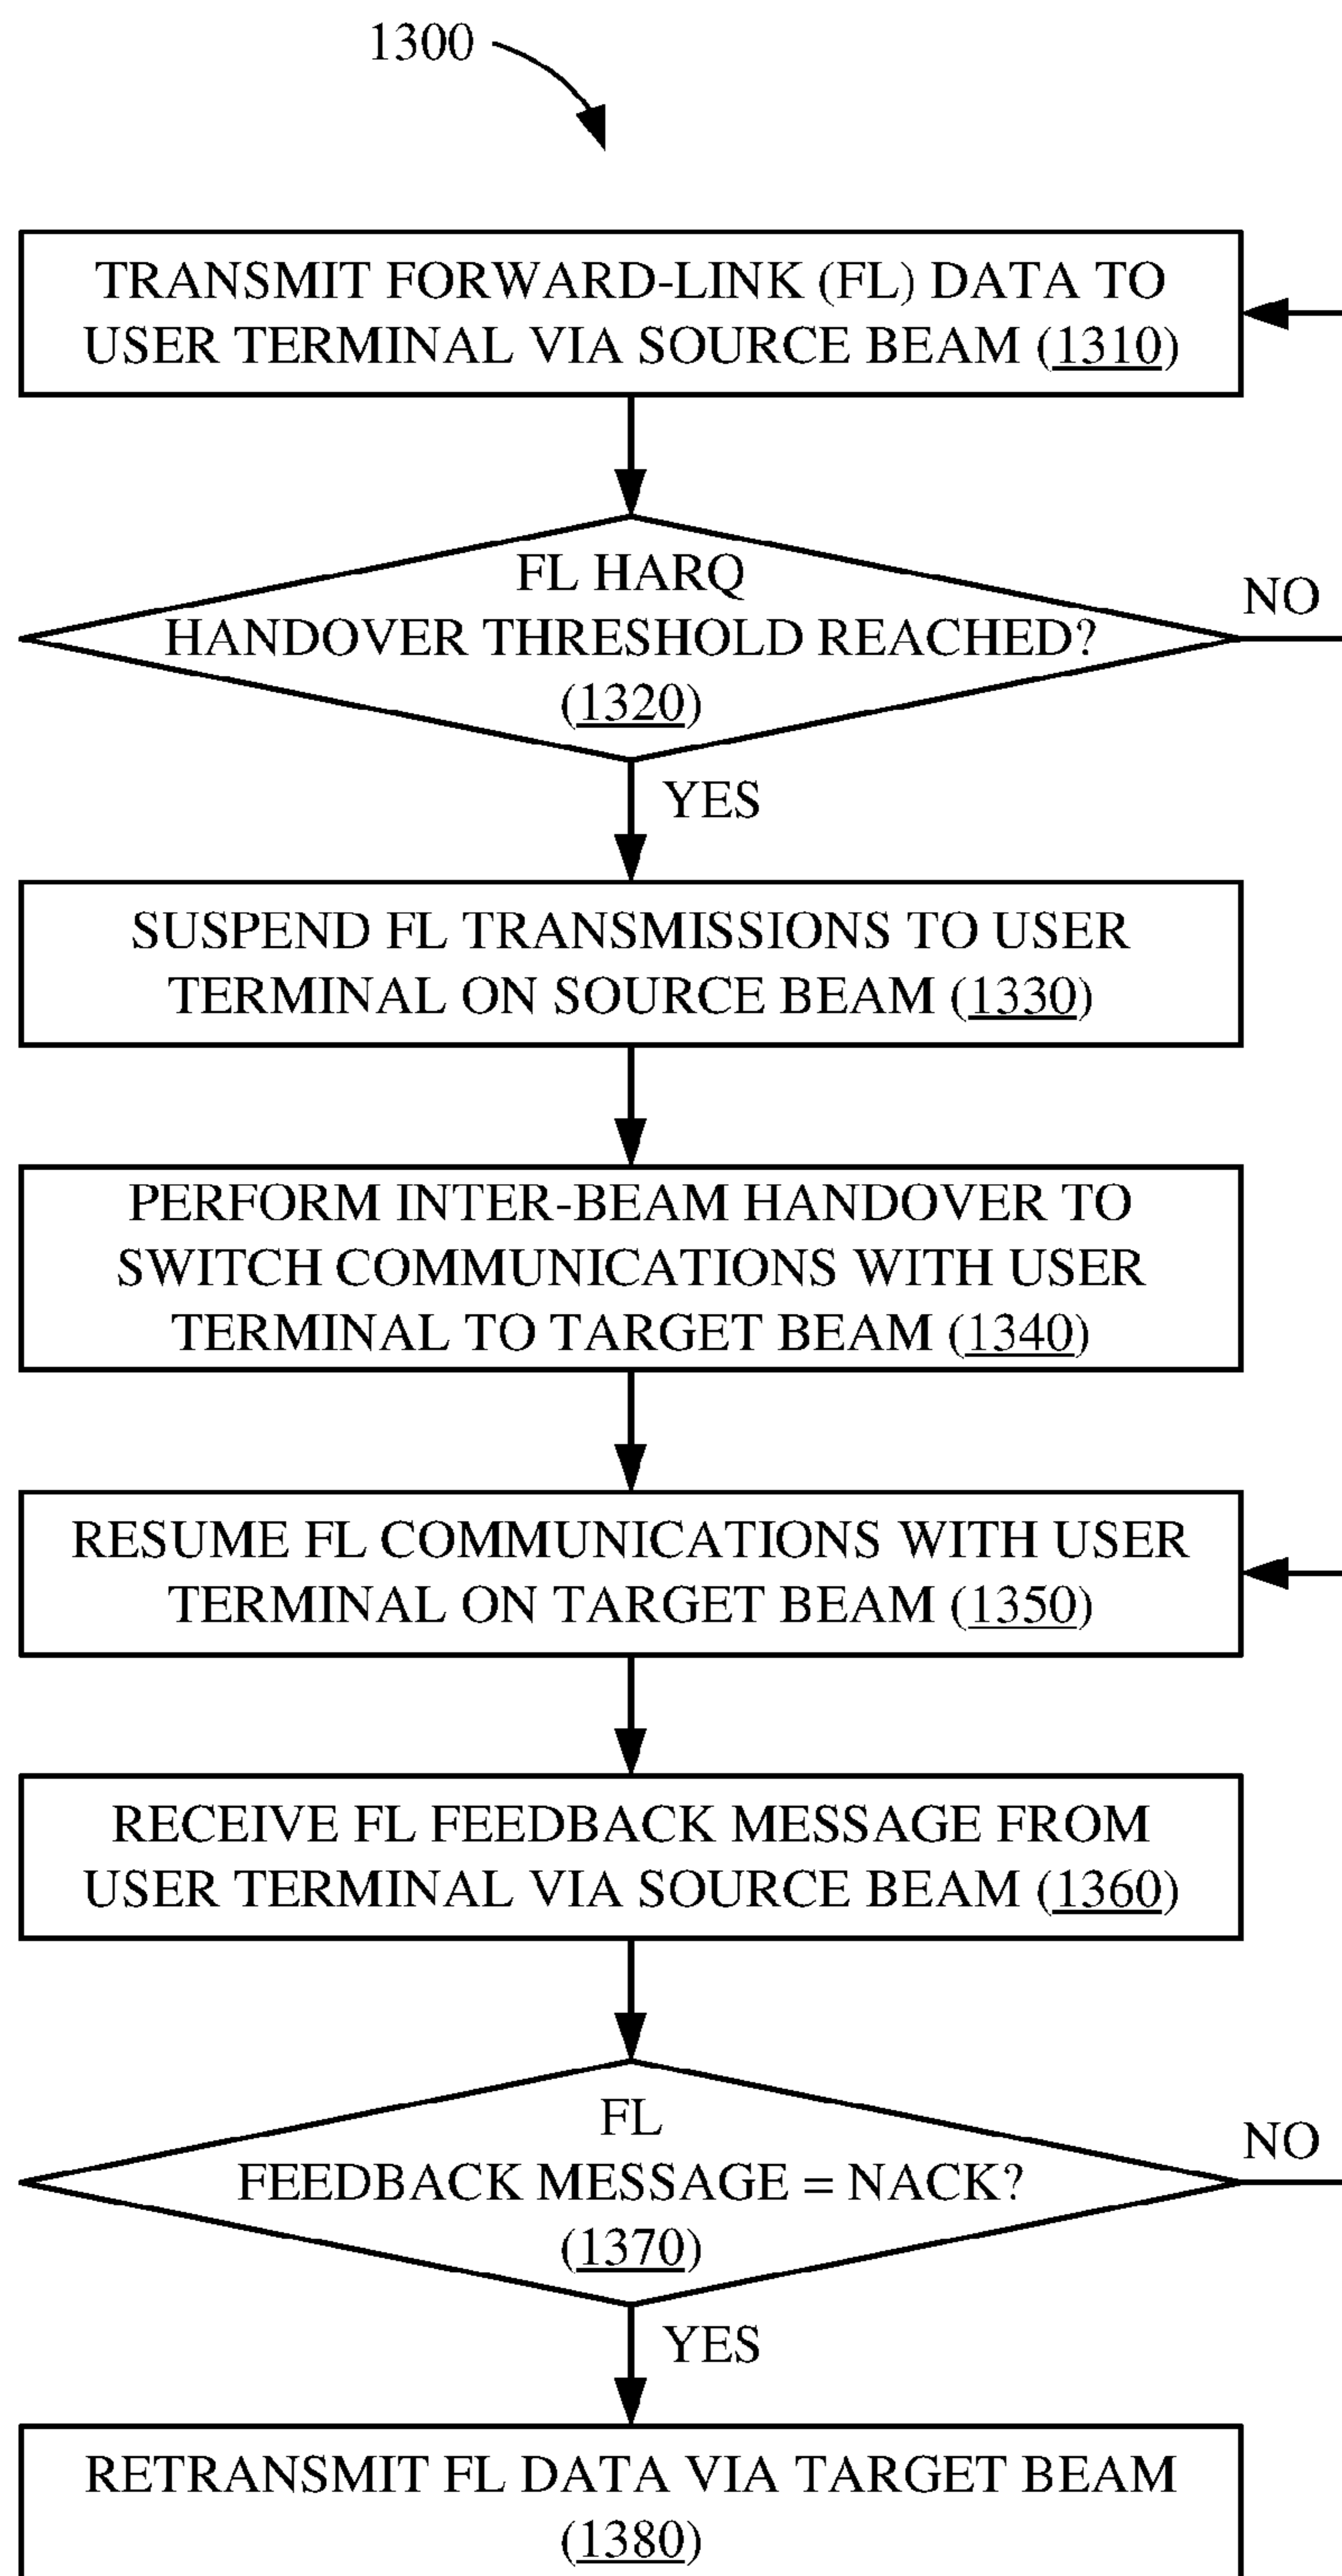 1300
TRANSMIT FORWARD-LINK (FL) DATA TO
USER TERMINAL VIA SOURCE BEAM (1310)
FL HARQ
HANDOVER THRESHOLD REACHED?
(1320)
NO
YES
SUSPEND FL TRANSMISSIONS TO USER
TERMINAL ON SOURCE BEAM (1330)
PERFORM INTER-BEAM HANDOVER TO
SWITCH COMMUNICATIONS WITH USER
TERMINAL TO TARGET BEAM (1340)
RESUME FL COMMUNICATIONS WITH USER
TERMINAL ON TARGET BEAM (1350)
RECEIVE FL FEEDBACK MESSAGE FROM
USER TERMINAL VIA SOURCE BEAM (1360)
FL
FEEDBACK MESSAGE = NACK?
(1370)
NO
YES
RETRANSMIT FL DATA VIA TARGET BEAM
(1380)